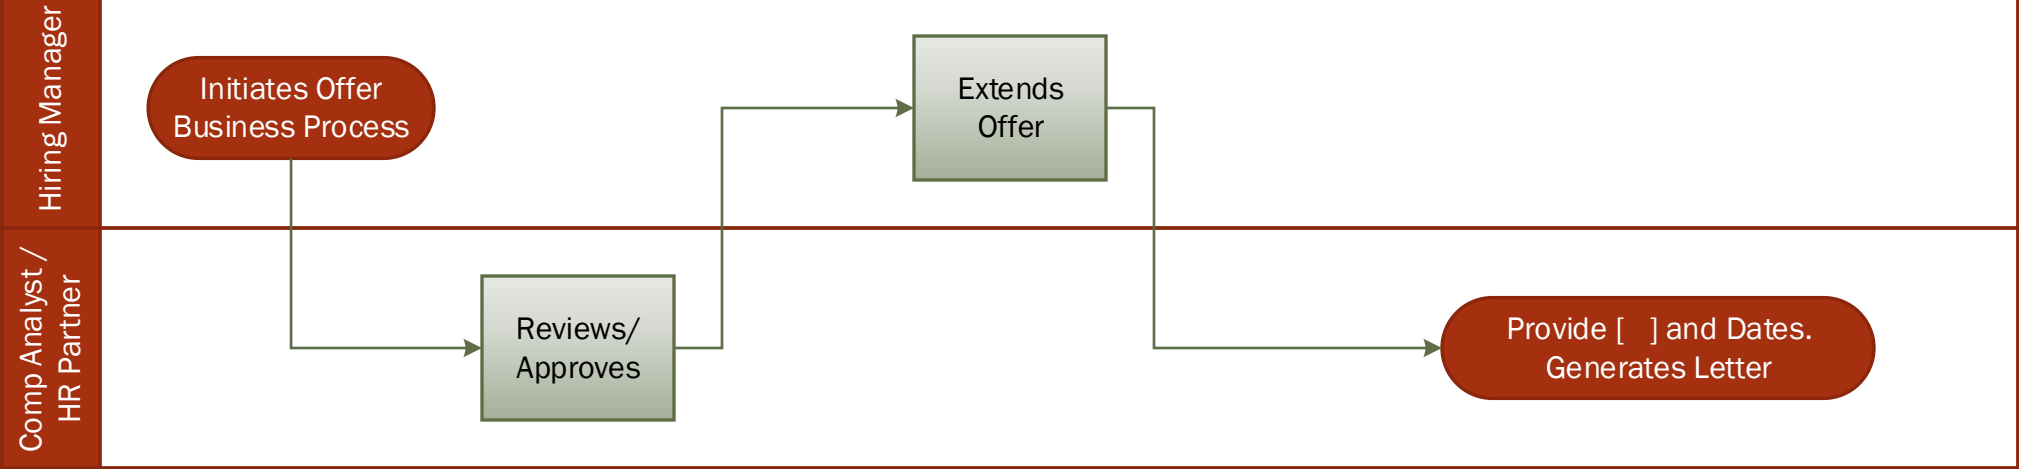 Hiring Manager
Initiates Offer
Business Process
Extends
Offer
Comp Analyst /
HR Partner
Reviews/
Approves
Provide [   ] and Dates.
Generates Letter